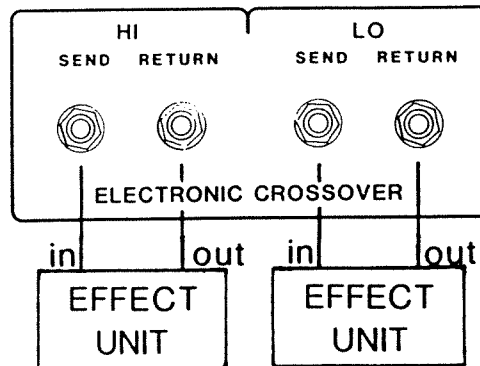 HI LO
SEND RETURN SEND RETURN
ELECTRONIC CROSSOVER
in out in out
EFFECT UNIT
EFFECT UNIT